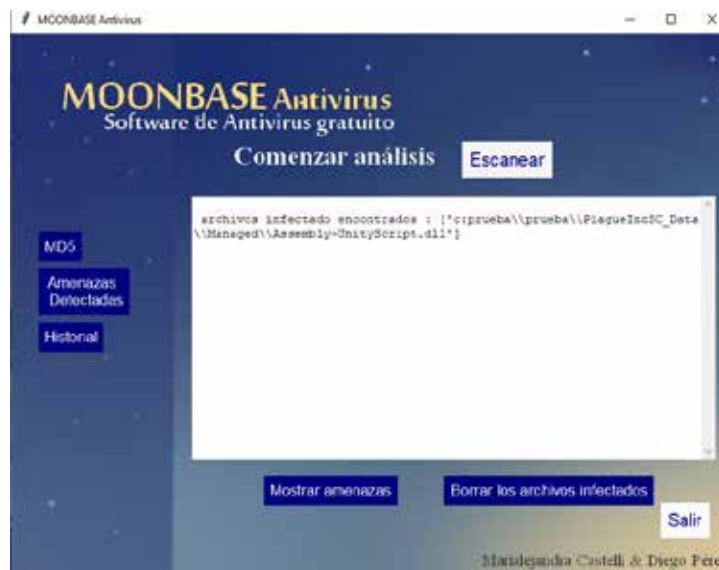 MOONBASE Antivirus
MOONBASE Antivirus
Software de Antivirus gratuito
Comenzar análisis
Escanear
archivos infectado encontrados : ["c:prueba\\prueba\\PlagueIncSC_Data
\\Managed\\Assembly-UnityScript.dll"]
MD5
Amenazas
Detectadas
Historial
Mostrar amenazas
Borrar los archivos infectados
Salir
Marialejandra Castelli & Diego Pére